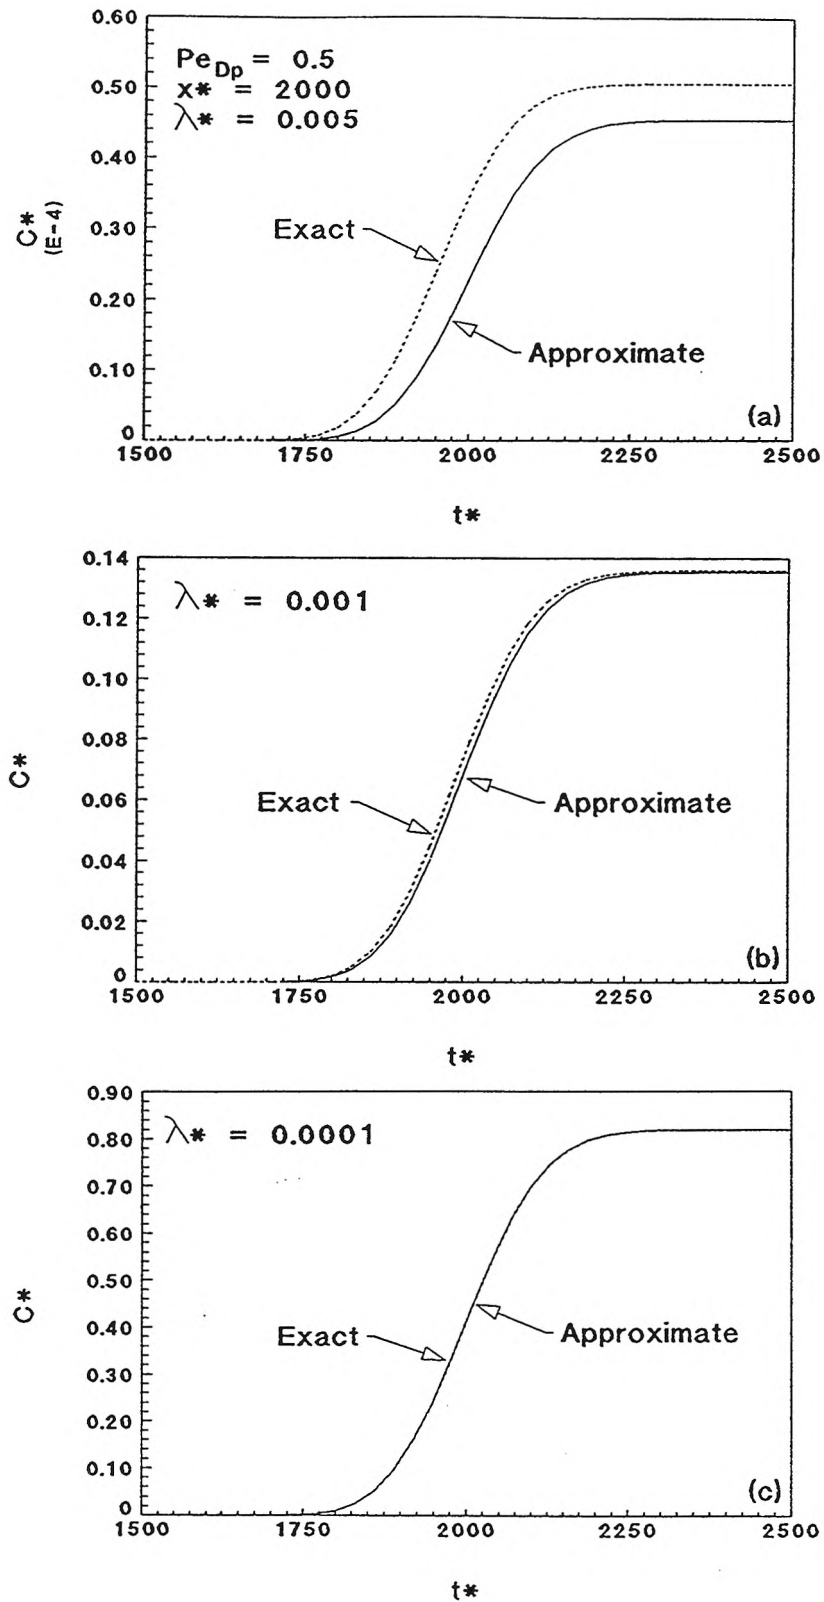 0.60
Pe_Dp = 0.5
x* = 2000
λ* = 0.005
0.50
0.40
0.30
0.20
0.10
0
C*
(E-4)
Exact
Approximate
(a)
1500 1750 2000 2250 2500
t*
0.14
λ* = 0.001
0.12
0.10
0.08
0.06
0.04
0.02
0
C*
Exact
Approximate
(b)
1500 1750 2000 2250 2500
t*
0.90
λ* = 0.0001
0.80
0.70
0.60
0.50
0.40
0.30
0.20
0.10
0
C*
Exact
Approximate
(c)
1500 1750 2000 2250 2500
t*